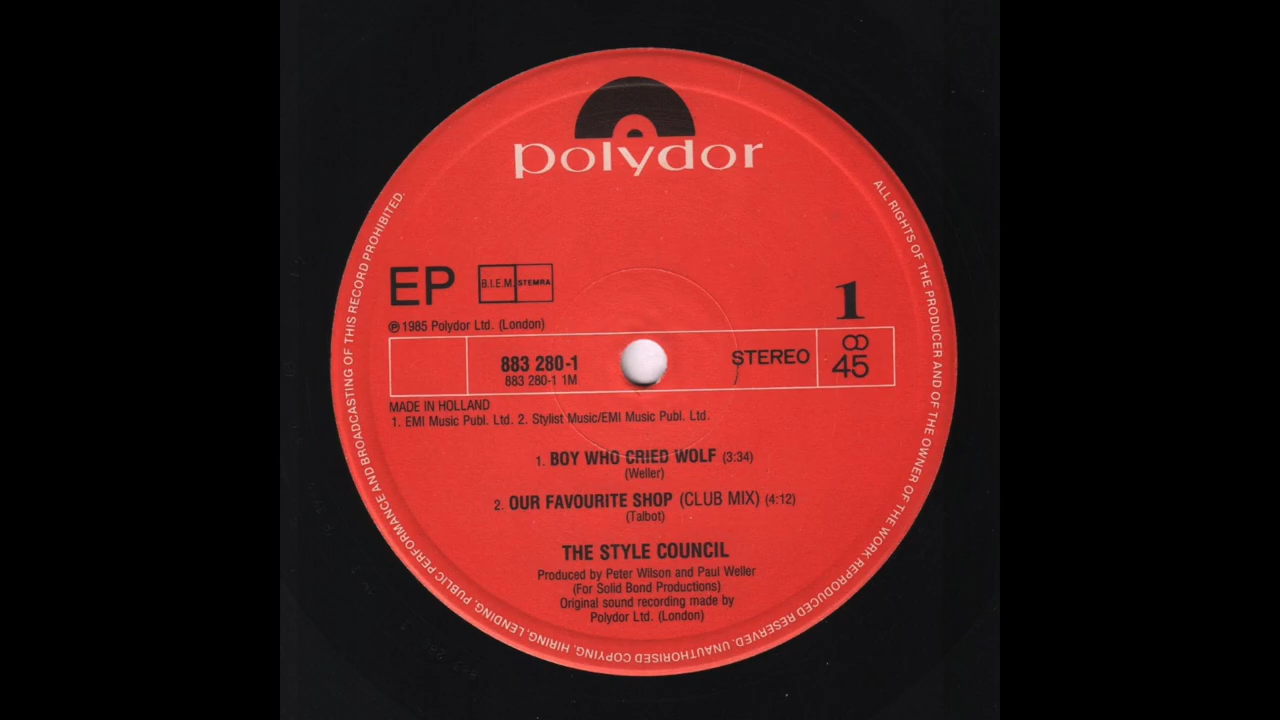 polydor
EP
B.I.E.M. STEMRA
1
℗ 1985 Polydor Ltd. (London)
883 280-1
883 280-1 1M
STEREO
∞
45
MADE IN HOLLAND
1. EMI Music Publ. Ltd. 2. Stylist Music/EMI Music Publ. Ltd.
1. BOY WHO CRIED WOLF (3:34)
(Weller)
2. OUR FAVOURITE SHOP (CLUB MIX) (4:12)
(Talbot)
THE STYLE COUNCIL
Produced by Peter Wilson and Paul Weller
(For Solid Bond Productions)
Original sound recording made by
Polydor Ltd. (London)
ALL RIGHTS OF THE PRODUCER AND OF THE OWNER OF THE WORK REPRODUCED RESERVED. UNAUTHORISED COPYING, HIRING, LENDING, PUBLIC PERFORMANCE AND BROADCASTING OF THIS RECORD PROHIBITED.